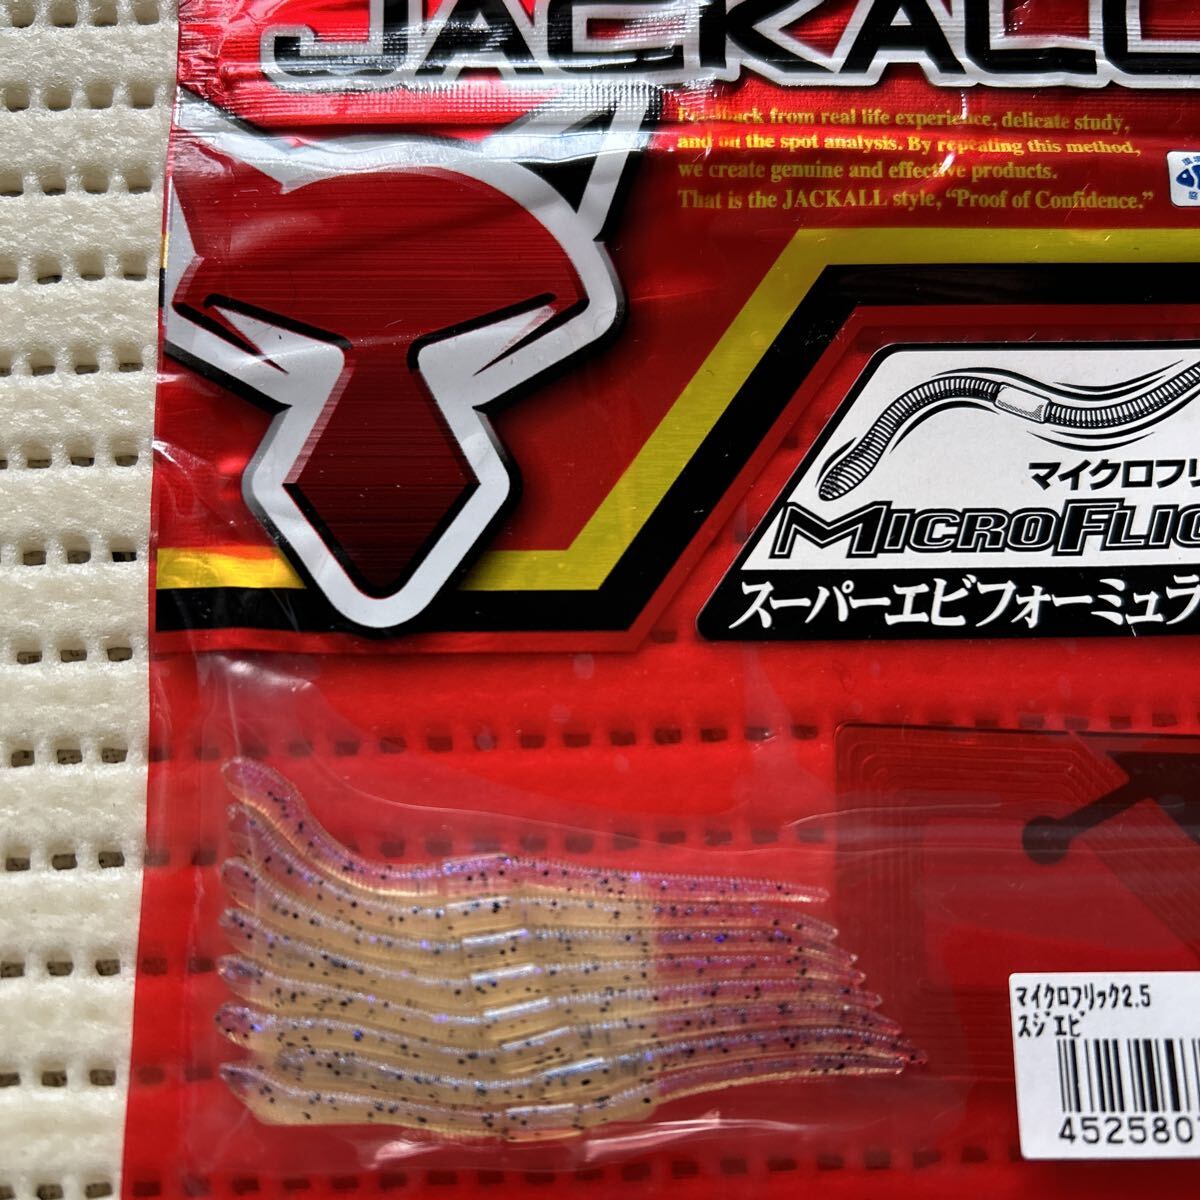 JACKALL
Feedback from real life experience, delicate study,
and on the spot analysis. By repeating this method,
we create genuine and effective products.
That is the JACKALL style, "Proof of Confidence."
マイクロフリ
MICROFLIC
スーパーエビフォーミュラ
ﾏｲｸﾛﾌﾘｯｸ2.5
ｽｼﾞｴﾋﾞ
452580